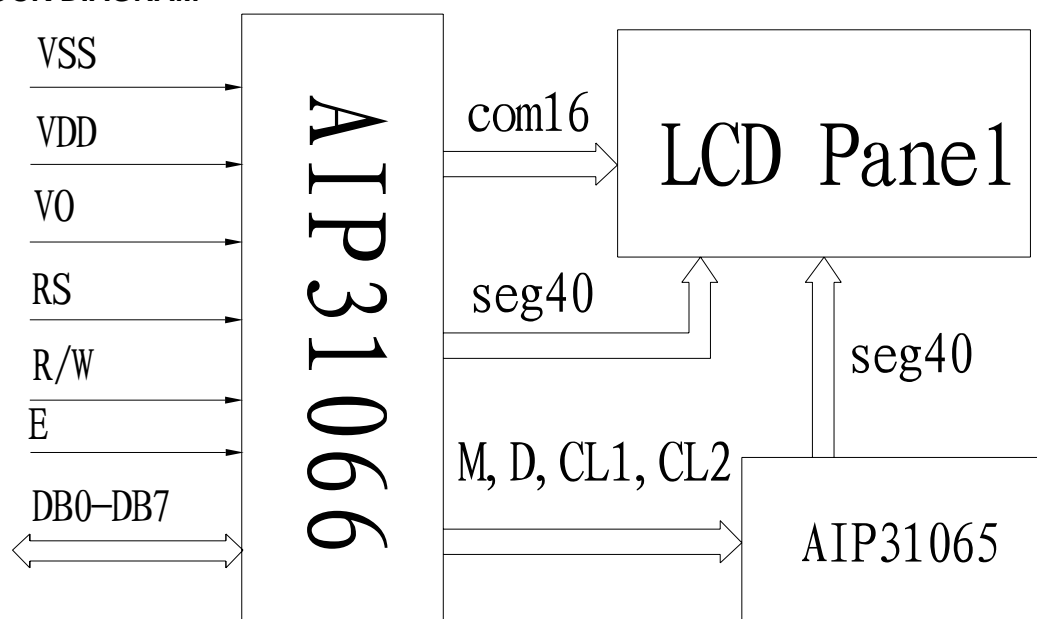 VSS
VDD
VO
RS
R/W
E
DB0-DB7
AIP31066
com16
seg40
M, D, CL1, CL2
LCD Panel
seg40
AIP31065